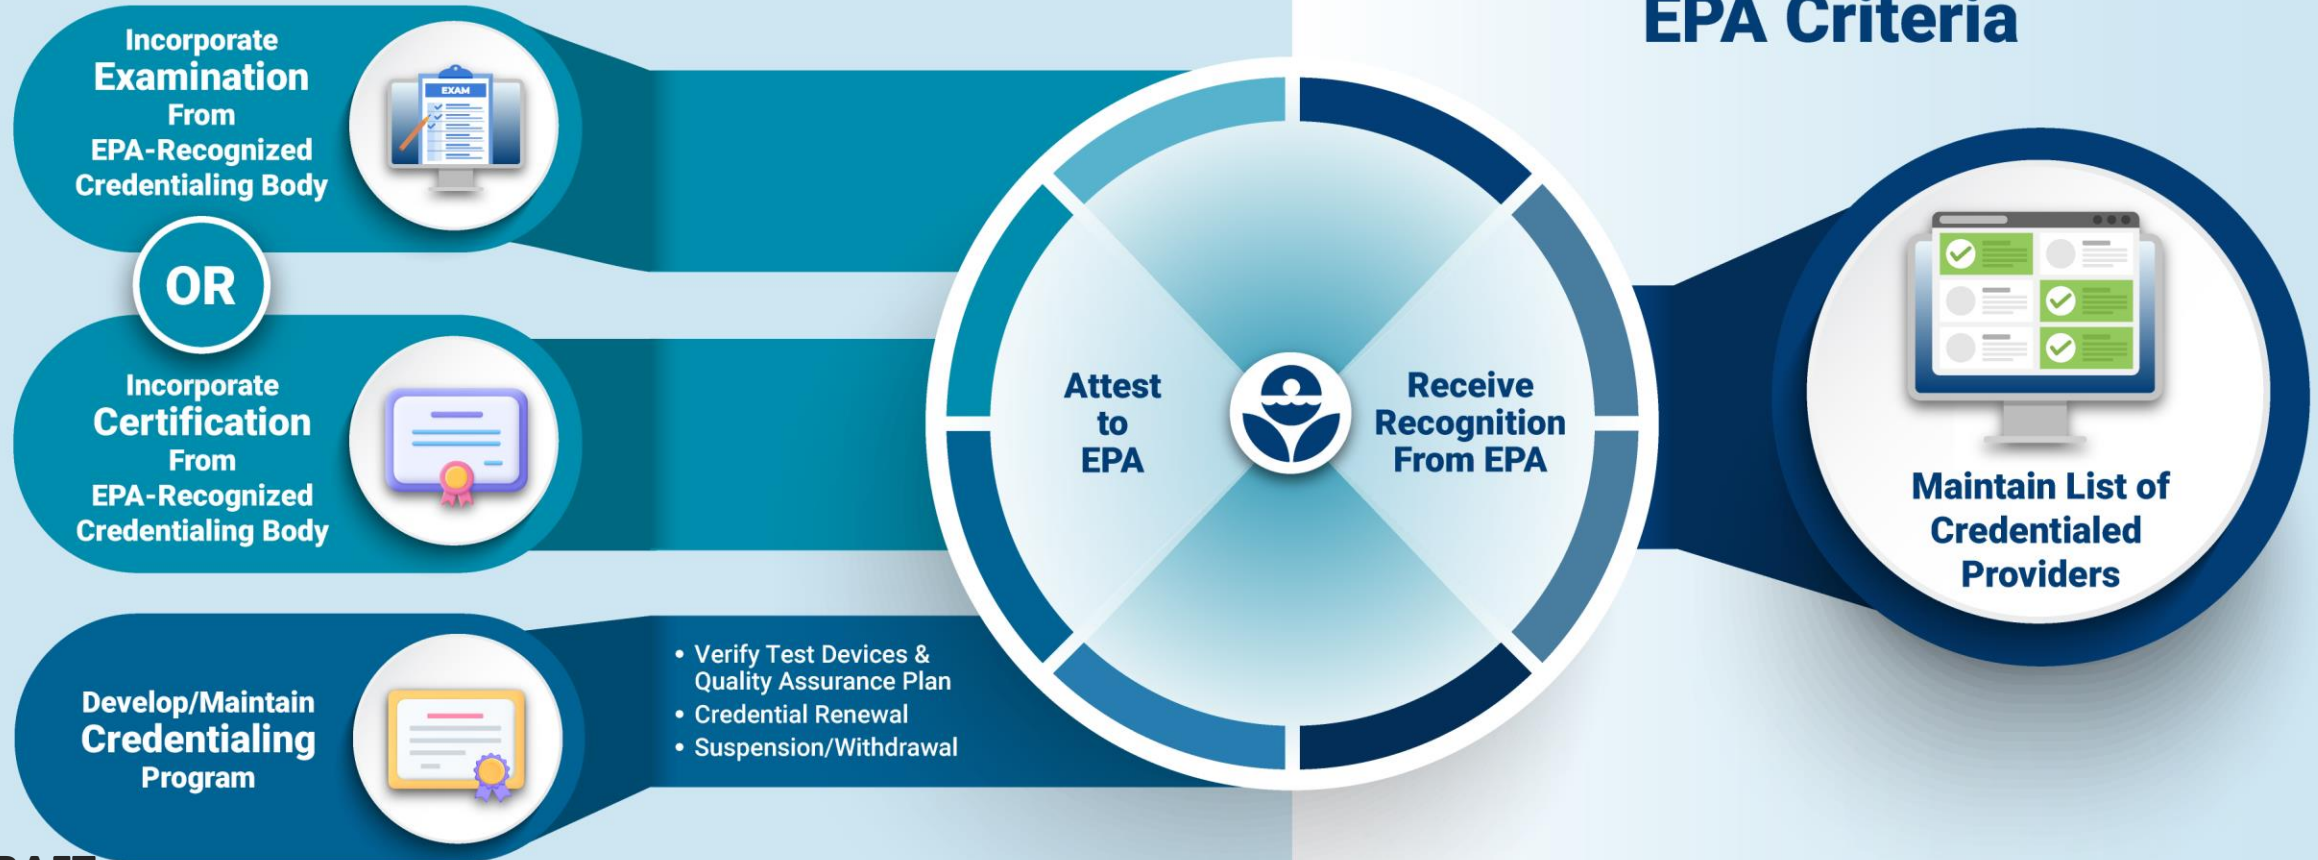 EPA Criteria
Incorporate
Examination
From
EPA-Recognized
Credentialing Body
EXAM
OR
Incorporate
Certification
From
EPA-Recognized
Credentialing Body
Develop/Maintain
Credentialing
Program
• Verify Test Devices &
Quality Assurance Plan
• Credential Renewal
• Suspension/Withdrawal
Attest
to
EPA
Receive
Recognition
From EPA
Maintain List of
Credentialed
Providers